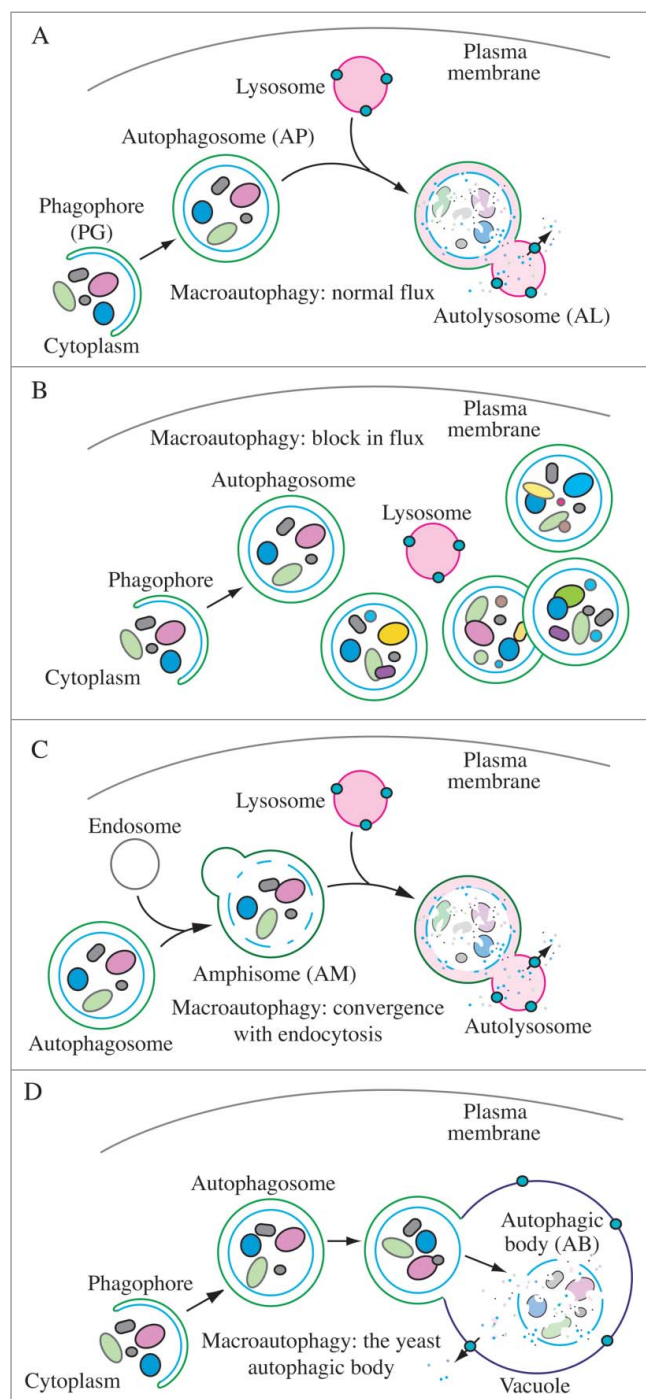 A
Plasma
membrane
Lysosome
Autophagosome (AP)
Phagophore
(PG)
Macroautophagy: normal flux
Cytoplasm
Autolysosome (AL)
B
Plasma
membrane
Macroautophagy: block in flux
Autophagosome
Lysosome
Phagophore
Cytoplasm
C
Plasma
membrane
Lysosome
Endosome
Amphisome (AM)
Macroautophagy: convergence
with endocytosis
Autophagosome
Autolysosome
D
Plasma
membrane
Autophagosome
Autophagic
body (AB)
Phagophore
Macroautophagy: the yeast
autophagic body
Cytoplasm
Vacuole